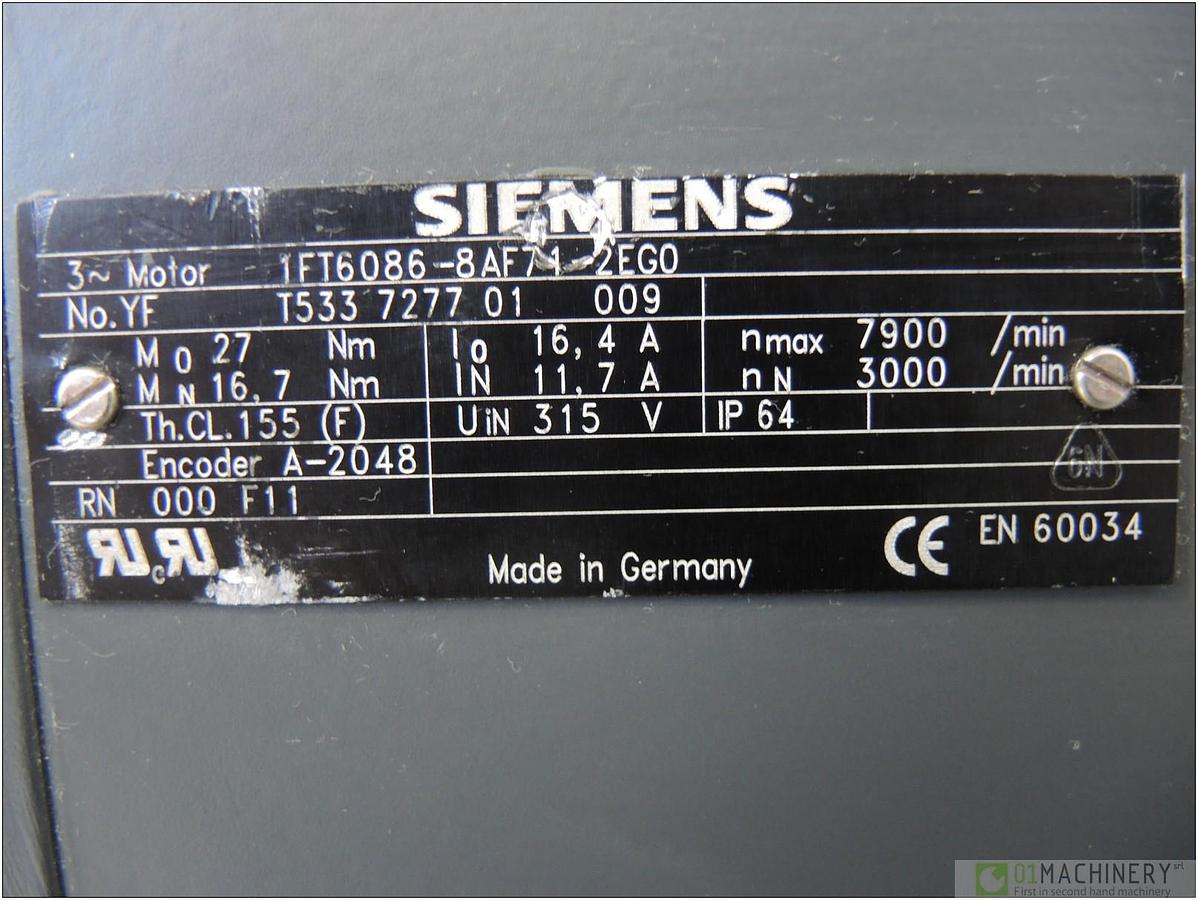 SIEMENS
3~ Motor 1FT6086-8AF71-2EG0
No. YF T533 7277 01 009
M0 27 Nm I0 16,4 A nmax 7900 /min
MN 16,7 Nm IN 11,7 A nN 3000 /min
Th.CL.155 (F) UiN 315 V IP 64
Encoder A-2048
6N
RN 000 F11
CE EN 60034
Made in Germany
01MACHINERY srl
First in second hand machinery